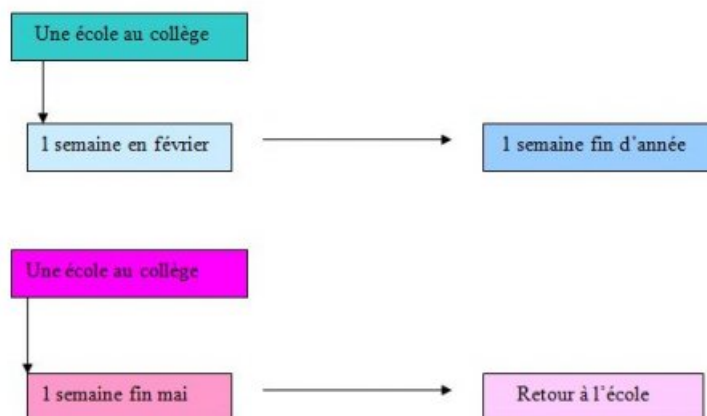 Une école au collège
1 semaine en février
1 semaine fin d'année
Une école au collège
1 semaine fin mai
Retour à l'école